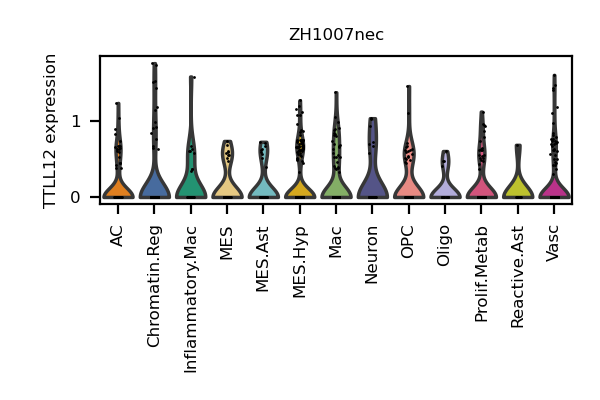 ZH1007nec
TTLL12 expression
1
0
AC
Chromatin.Reg
Inflammatory.Mac
MES
MES.Ast
MES.Hyp
Mac
Neuron
OPC
Oligo
Prolif.Metab
Reactive.Ast
Vasc